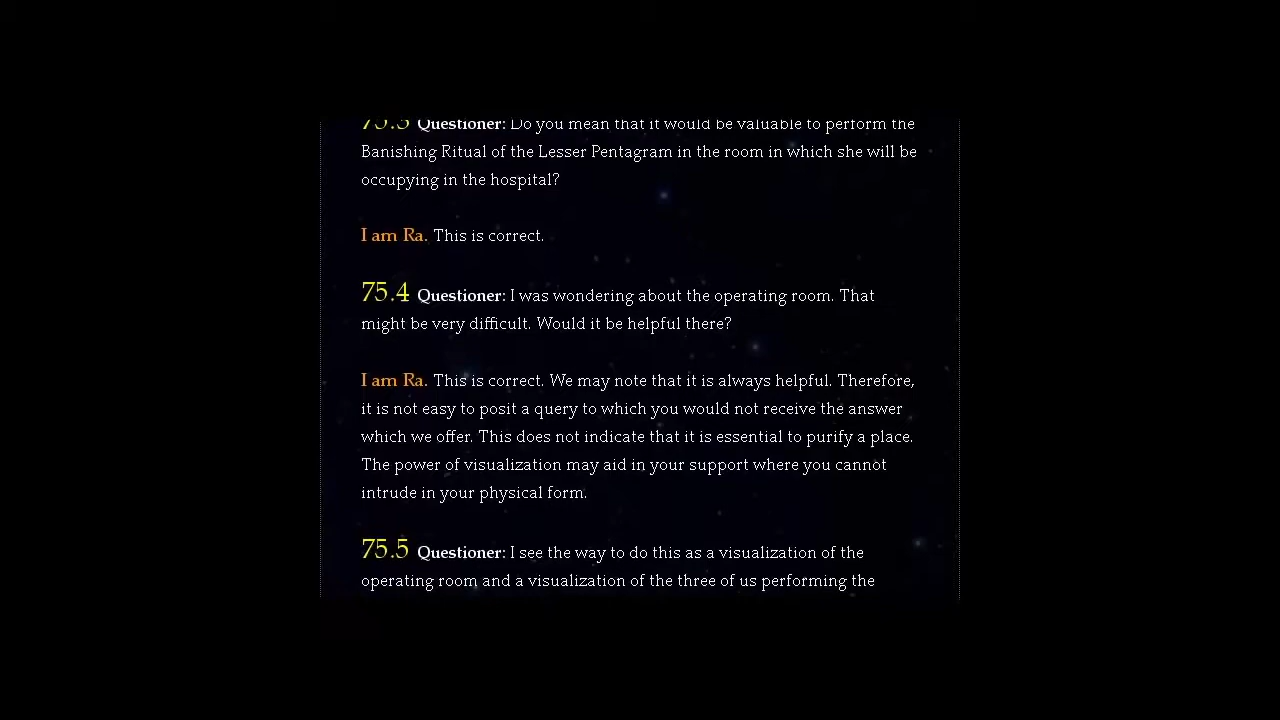 75.3 Questioner: Do you mean that it would be valuable to perform the
Banishing Ritual of the Lesser Pentagram in the room in which she will be
occupying in the hospital?
I am Ra. This is correct.
75.4 Questioner: I was wondering about the operating room. That
might be very difficult. Would it be helpful there?
I am Ra. This is correct. We may note that it is always helpful. Therefore,
it is not easy to posit a query to which you would not receive the answer
which we offer. This does not indicate that it is essential to purify a place.
The power of visualization may aid in your support where you cannot
intrude in your physical form.
75.5 Questioner: I see the way to do this as a visualization of the
operating room and a visualization of the three of us performing the